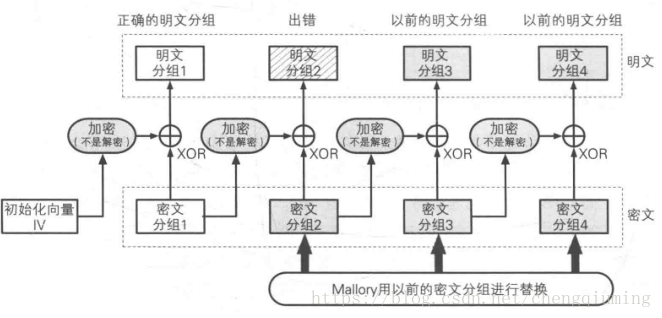 正确的明文分组
出错
以前的明文分组
以前的明文分组
明文
分组1
明文
分组2
明文
分组3
明文
分组4
明文
加密
(不是解密)
XOR
加密
(不是解密)
XOR
加密
(不是解密)
XOR
加密
(不是解密)
XOR
初始化向量
IV
密文
分组1
密文
分组2
密文
分组3
密文
分组4
密文
Mallory用以前的密文分组进行替换
https://blog.csdn.net/chengqiuming